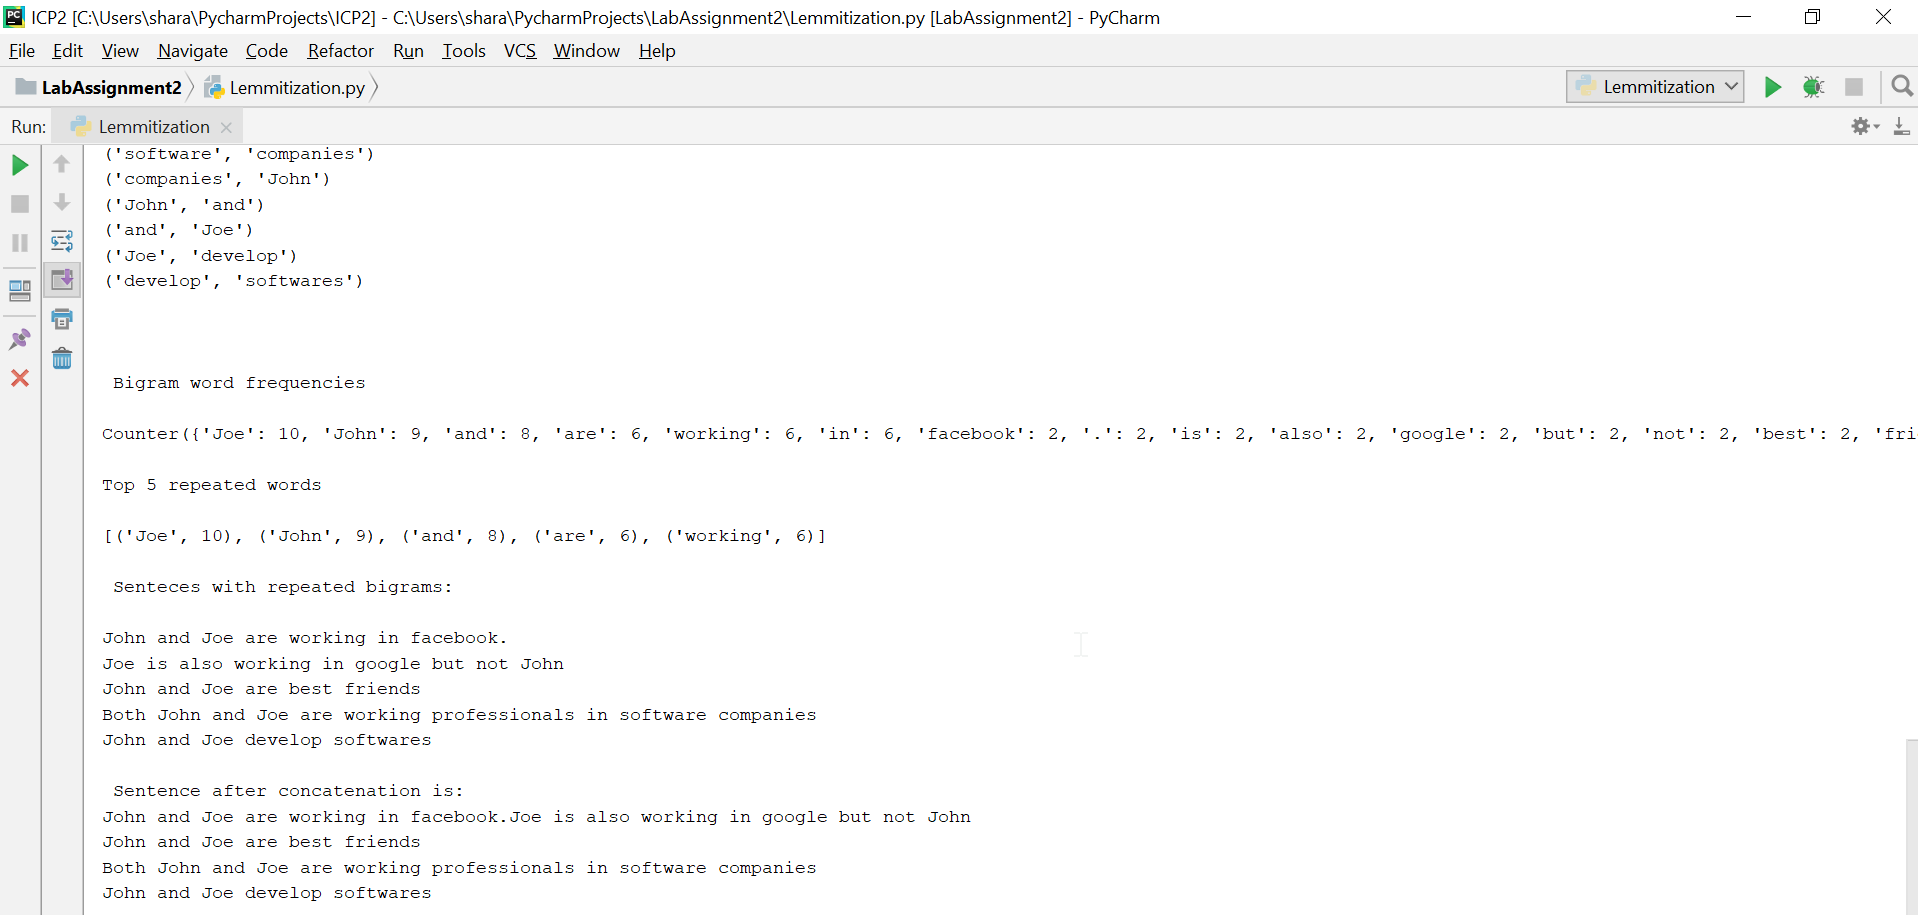 ICP2 [C:\Users\shara\PycharmProjects\ICP2] - C:\Users\shara\PycharmProjects\LabAssignment2\Lemmitization.py [LabAssignment2] - PyCharm
File Edit View Navigate Code Refactor Run Tools VCS Window Help
LabAssignment2 Lemmitization.py Lemmitization
Run: Lemmitization
('software', 'companies')
('companies', 'John')
('John', 'and')
('and', 'Joe')
('Joe', 'develop')
('develop', 'softwares')
Bigram word frequencies
Counter({'Joe': 10, 'John': 9, 'and': 8, 'are': 6, 'working': 6, 'in': 6, 'facebook': 2, '.': 2, 'is': 2, 'also': 2, 'google': 2, 'but': 2, 'not': 2, 'best': 2, 'fri
Top 5 repeated words
[('Joe', 10), ('John', 9), ('and', 8), ('are', 6), ('working', 6)]
Senteces with repeated bigrams:
John and Joe are working in facebook.
Joe is also working in google but not John
John and Joe are best friends
Both John and Joe are working professionals in software companies
John and Joe develop softwares
Sentence after concatenation is:
John and Joe are working in facebook.Joe is also working in google but not John
John and Joe are best friends
Both John and Joe are working professionals in software companies
John and Joe develop softwares